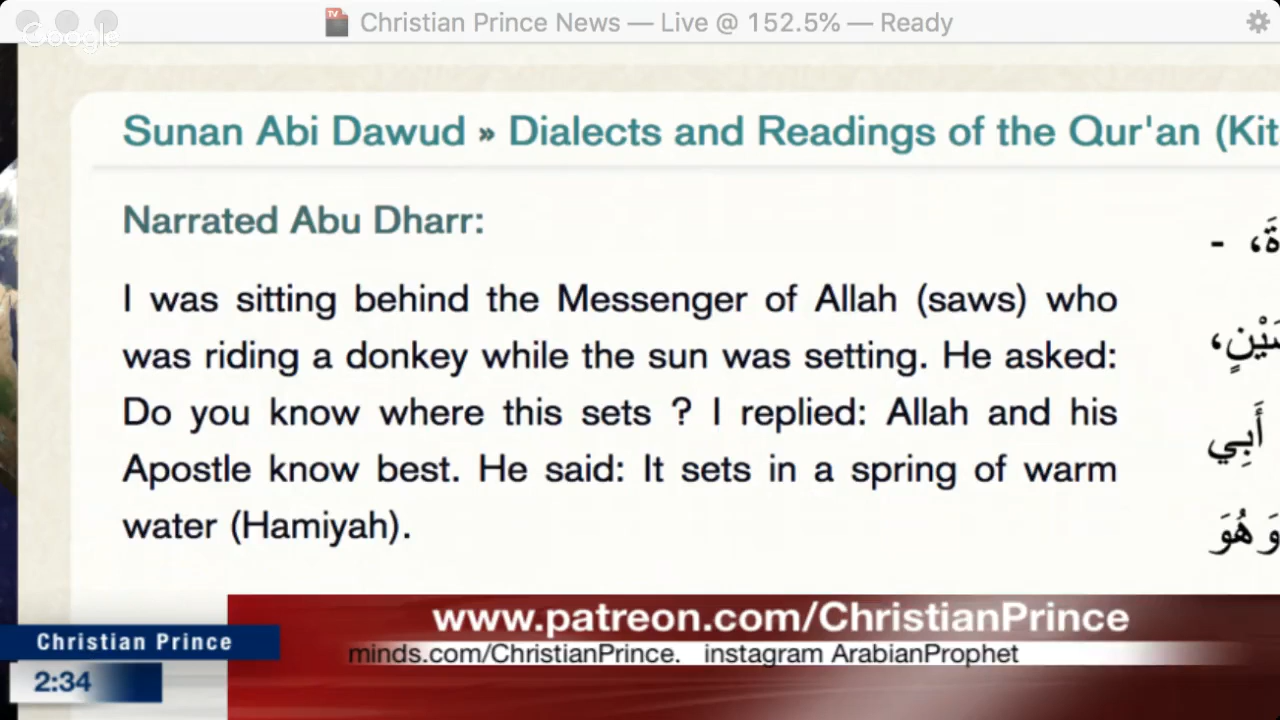 Christian Prince News — Live @ 152.5% — Ready
Google
Sunan Abi Dawud » Dialects and Readings of the Qur'an (Kit
Narrated Abu Dharr:
ةَ، -
I was sitting behind the Messenger of Allah (saws) who
was riding a donkey while the sun was setting. He asked:
Do you know where this sets ? I replied: Allah and his
أَبِي
Apostle know best. He said: It sets in a spring of warm
water (Hamiyah).
وَهُوَ
www.patreon.com/ChristianPrince
Christian Prince
minds.com/ChristianPrince. instagram ArabianProphet
2:34